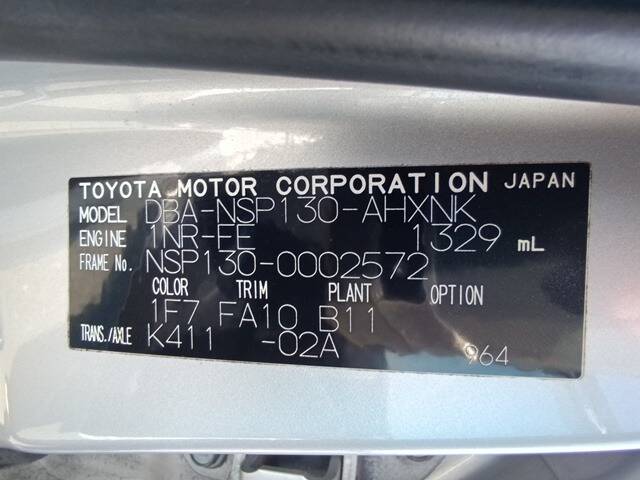 TOYOTA MOTOR CORPORATION JAPAN
MODEL DBA-NSP130-AHXNK
ENGINE 1NR-FE 1329 mL
FRAME No. NSP130-0002572
COLOR TRIM PLANT OPTION
1F7 FA10 B11
TRANS./AXLE K411 -02A 964